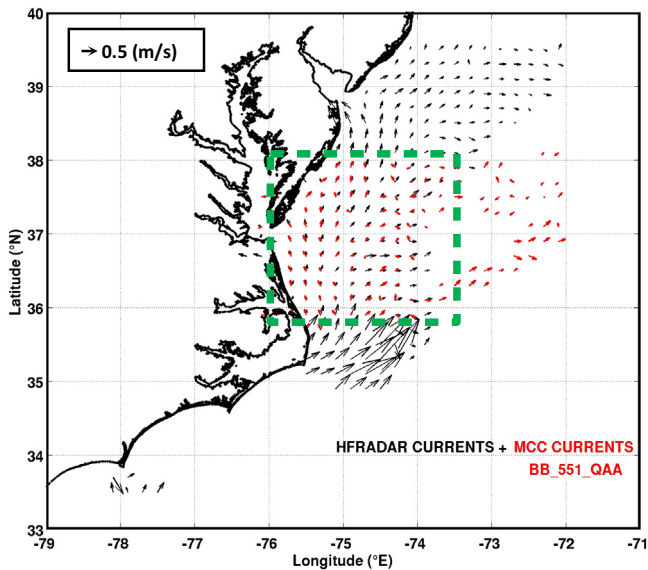 40
→ 0.5 (m/s)
39
38
37
36
35
34
33
Latitude (°N)
HFRADAR CURRENTS + MCC CURRENTS
BB_551_QAA
-79 -78 -77 -76 -75 -74 -73 -72 -71
Longitude (°E)